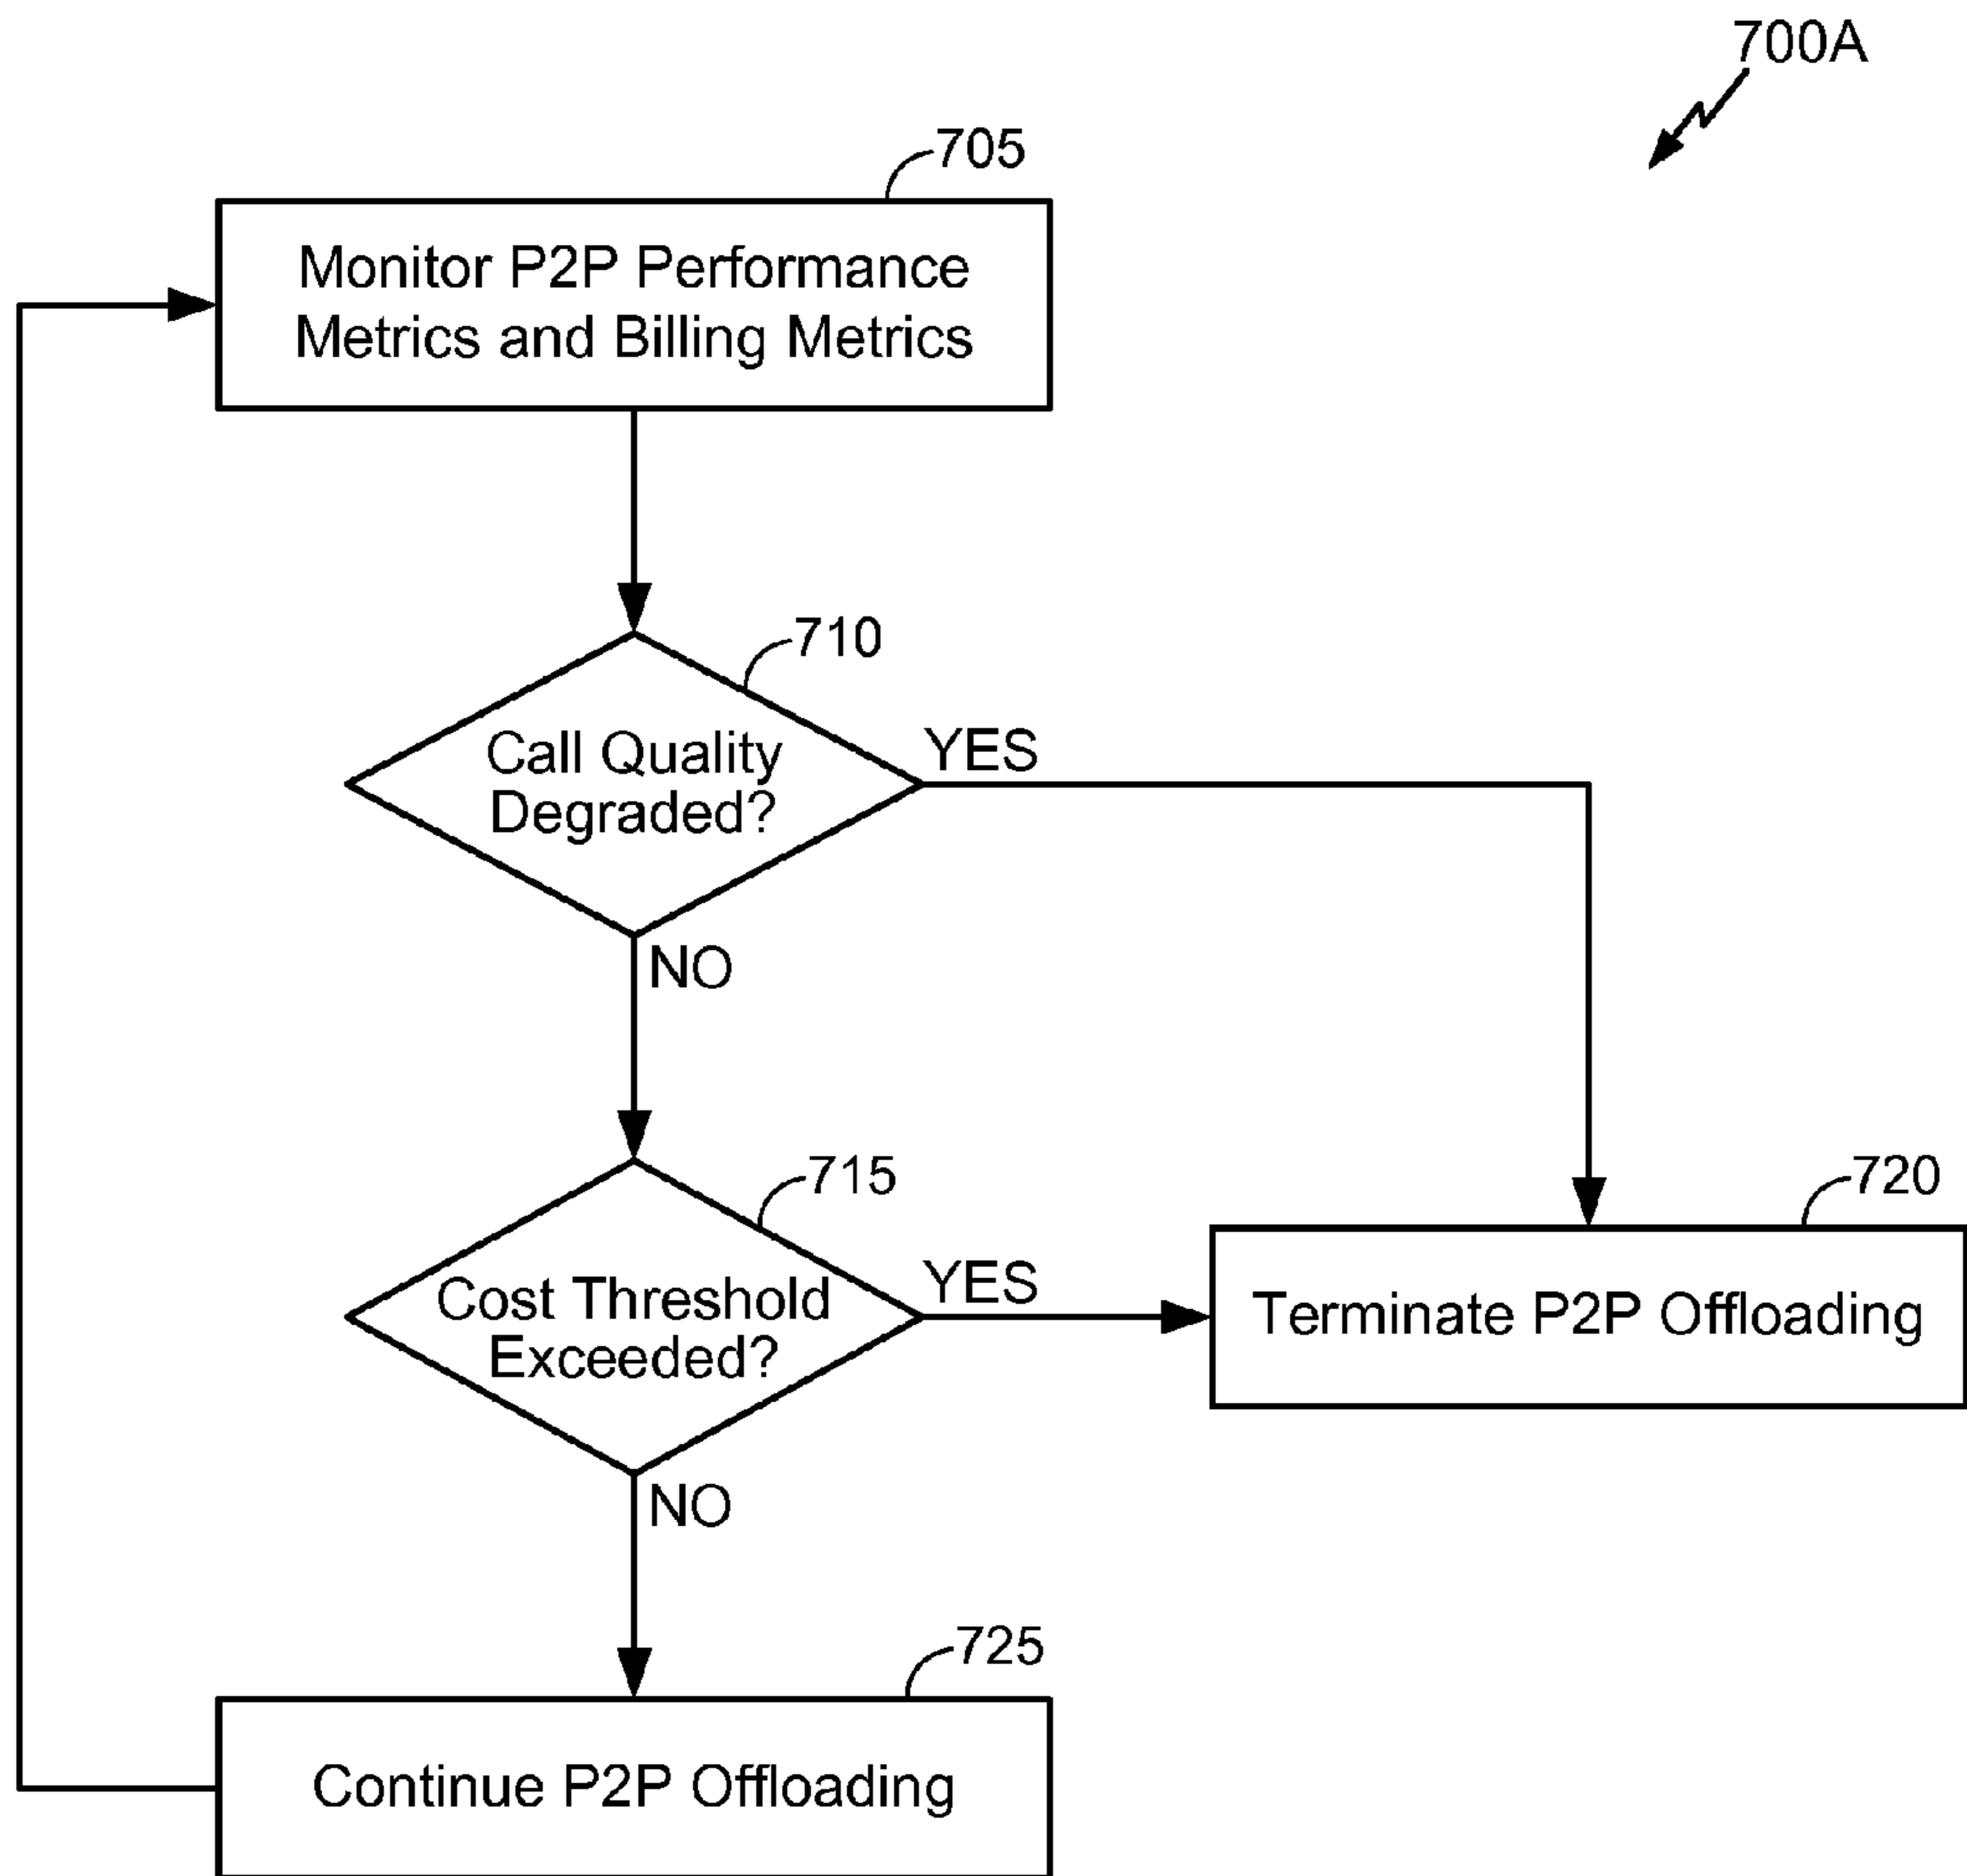 700A
705
Monitor P2P Performance
Metrics and Billing Metrics
710
Call Quality
Degraded?
YES
NO
715
Cost Threshold
Exceeded?
YES
NO
720
Terminate P2P Offloading
725
Continue P2P Offloading